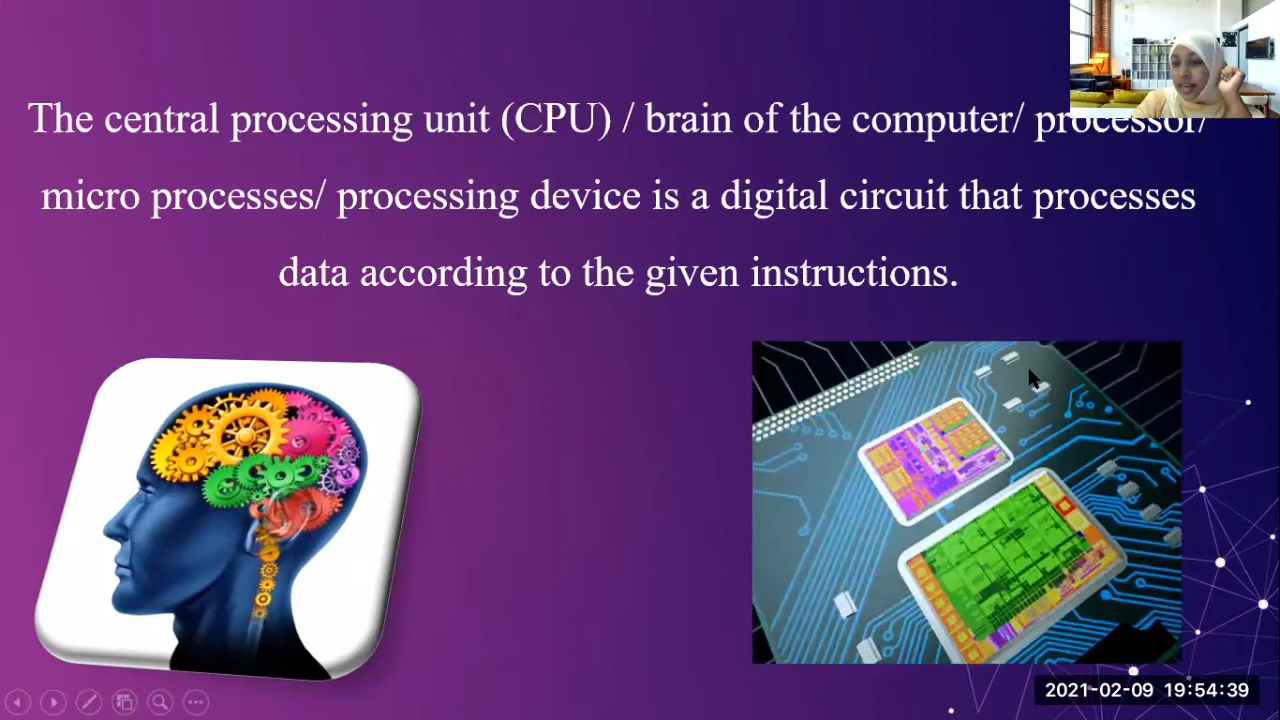 The central processing unit (CPU) / brain of the computer/ processor/
micro processes/ processing device is a digital circuit that processes
data according to the given instructions.
2021-02-09 19:54:39